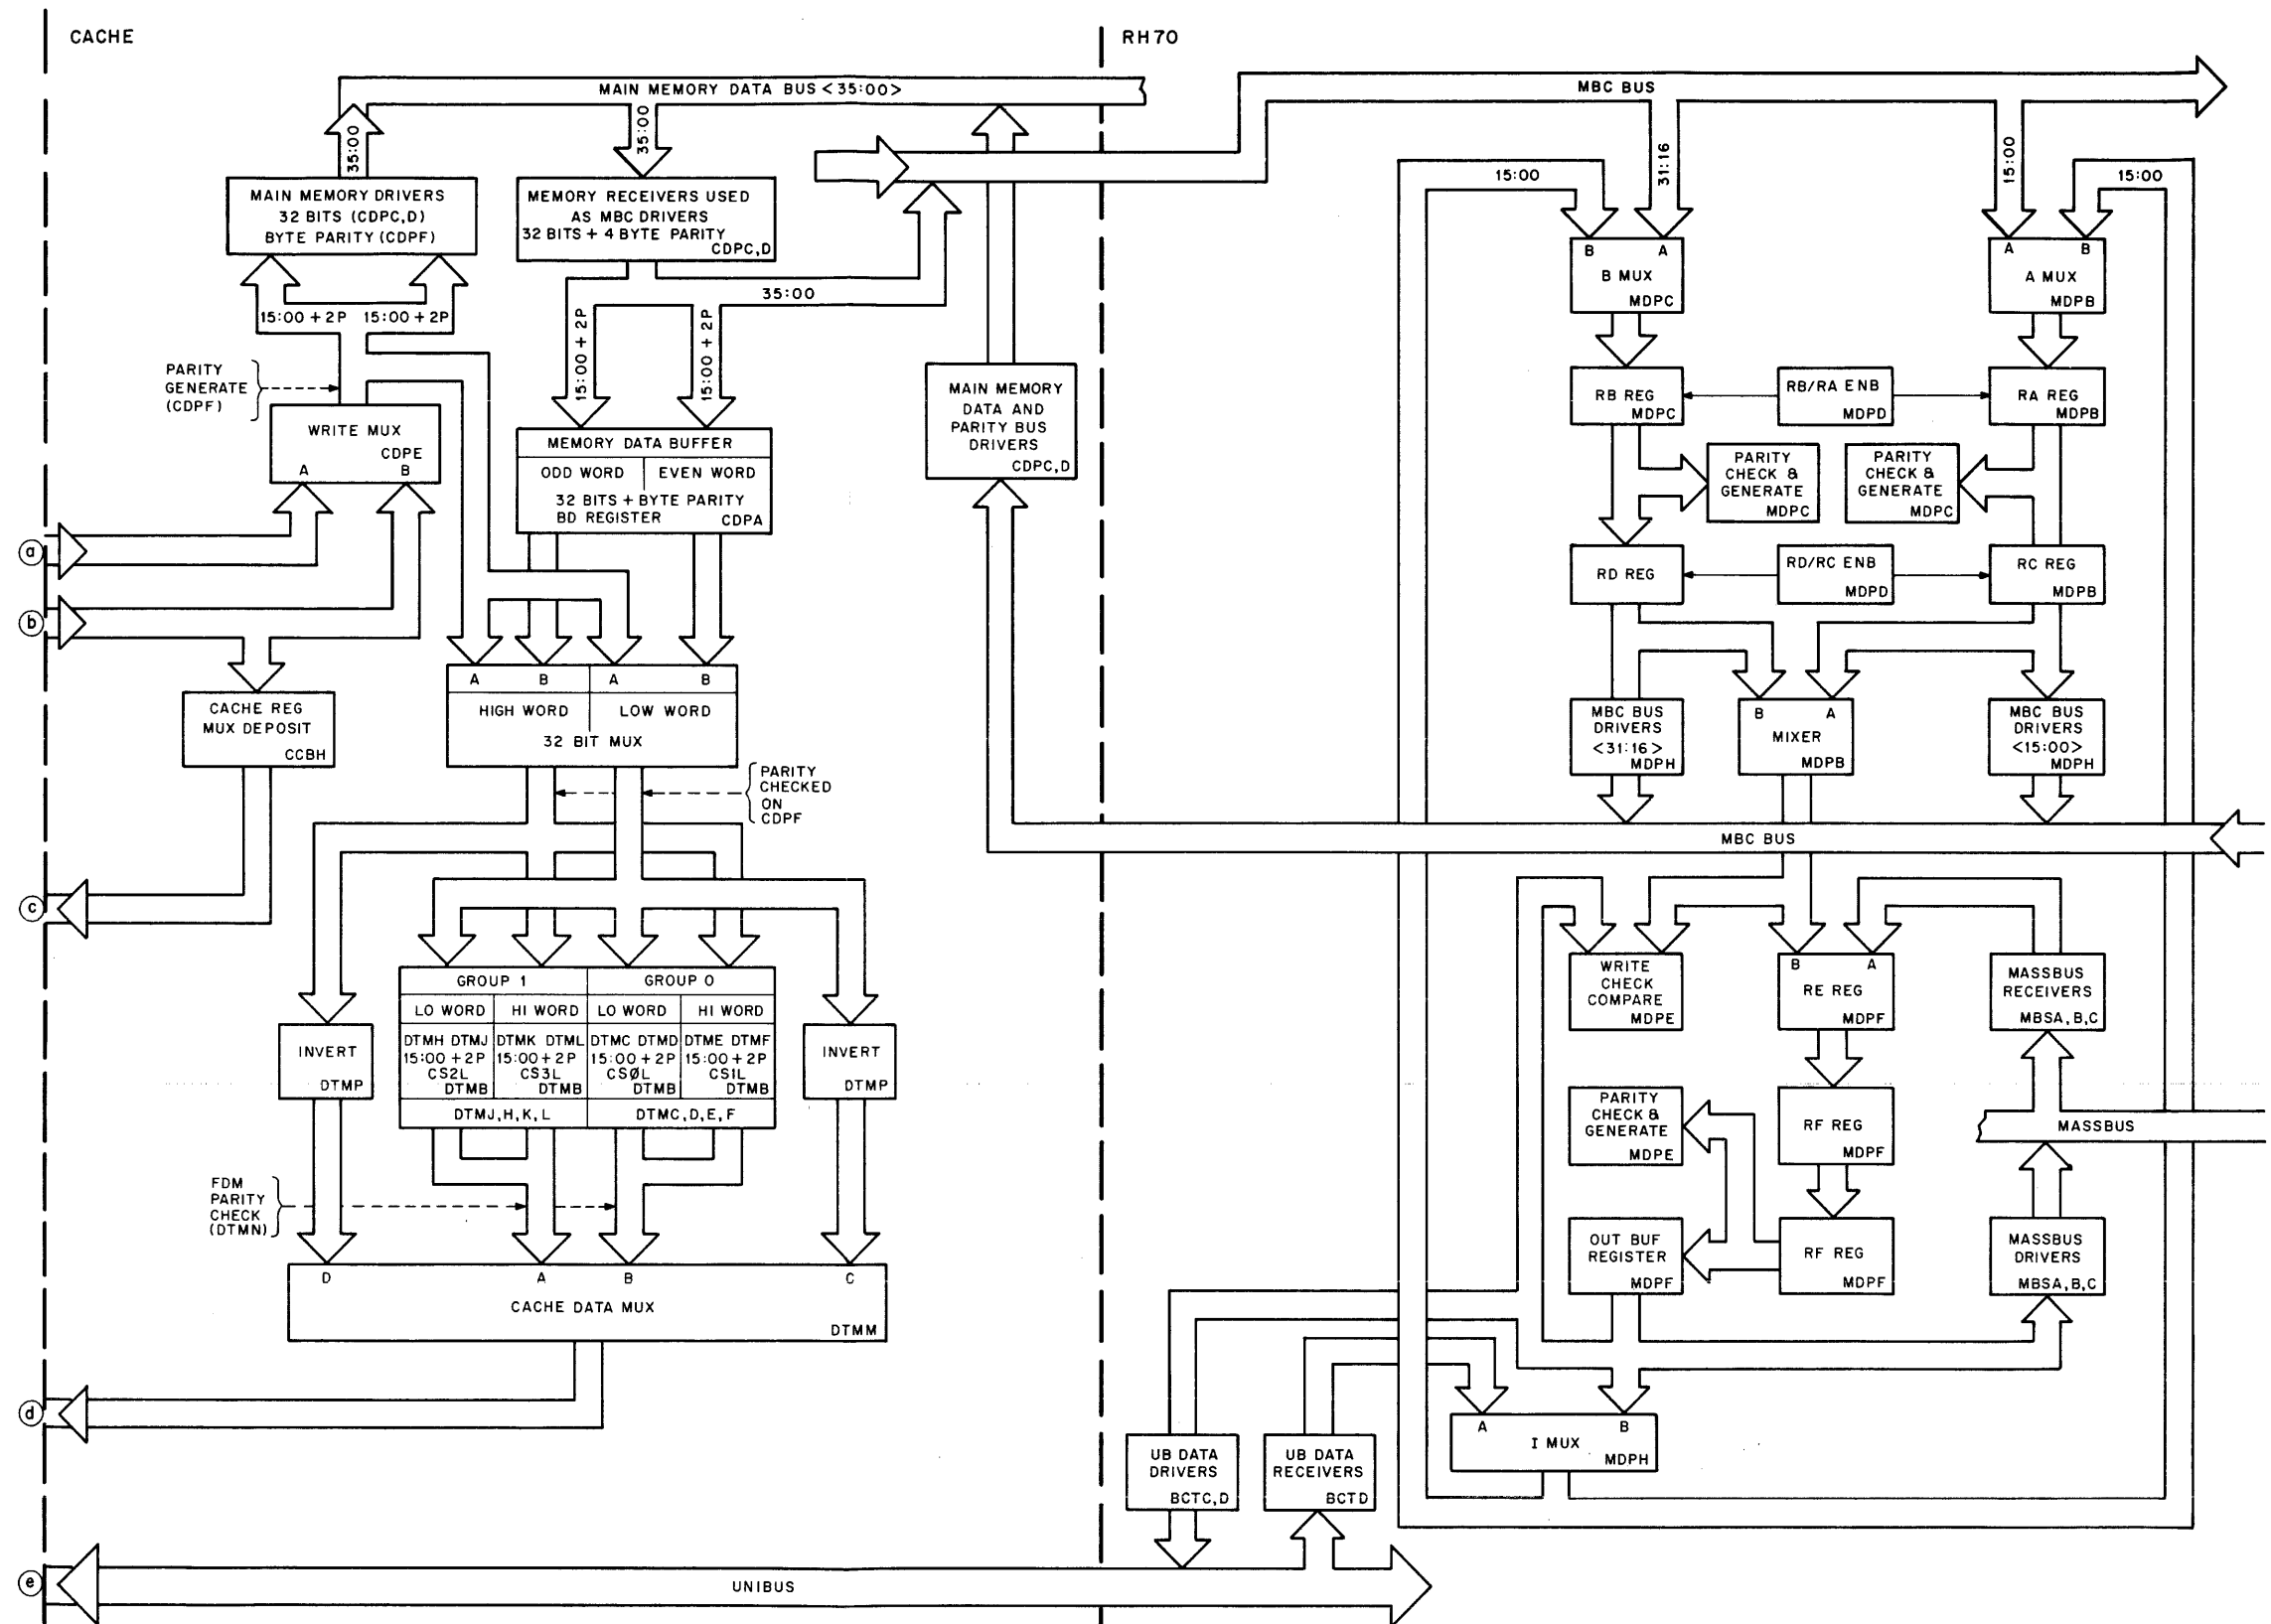 CACHE
RH70
MAIN MEMORY DATA BUS <35:00>
MBC BUS
35:00
35:00
31:16
15:00
15:00
15:00
MAIN MEMORY DRIVERS
32 BITS (CDPC,D)
BYTE PARITY (CDPF)
MEMORY RECEIVERS USED
AS MBC DRIVERS
32 BITS + 4 BYTE PARITY
CDPC,D
35:00
15:00 + 2P
15:00 + 2P
15:00 + 2P
15:00 + 2P
PARITY
GENERATE
(CDPF)
WRITE MUX
CDPE
A
B
MEMORY DATA BUFFER
ODD WORD
EVEN WORD
32 BITS + BYTE PARITY
BD REGISTER
CDPA
MAIN MEMORY
DATA AND
PARITY BUS
DRIVERS
CDPC,D
a
b
CACHE REG
MUX DEPOSIT
CCBH
A
B
A
B
HIGH WORD
LOW WORD
32 BIT MUX
PARITY
CHECKED
ON
CDPF
c
GROUP 1
GROUP 0
LO WORD
HI WORD
LO WORD
HI WORD
DTMH DTMJ
15:00 + 2P
CS2L
DTMB
DTMK DTML
15:00 + 2P
CS3L
DTMB
DTMC DTMD
15:00 + 2P
CSØL
DTMB
DTME DTMF
15:00 + 2P
CS1L
DTMB
DTMJ,H,K,L
DTMC,D,E,F
INVERT
DTMP
INVERT
DTMP
FDM
PARITY
CHECK
(DTMN)
D
A
B
C
CACHE DATA MUX
DTMM
d
e
UNIBUS
B
A
B MUX
MDPC
A
B
A MUX
MDPB
RB REG
MDPC
RB/RA ENB
MDPD
RA REG
MDPB
PARITY
CHECK &
GENERATE
MDPC
PARITY
CHECK &
GENERATE
MDPC
RD REG
RD/RC ENB
MDPD
RC REG
MDPB
MBC BUS
DRIVERS
<31:16>
MDPH
B
A
MIXER
MDPB
MBC BUS
DRIVERS
<15:00>
MDPH
MBC BUS
WRITE
CHECK
COMPARE
MDPE
B
A
RE REG
MDPF
MASSBUS
RECEIVERS
MBSA,B,C
PARITY
CHECK &
GENERATE
MDPE
RF REG
MDPF
MASSBUS
OUT BUF
REGISTER
MDPF
RF REG
MDPF
MASSBUS
DRIVERS
MBSA,B,C
A
B
I MUX
MDPH
UB DATA
DRIVERS
BCTC,D
UB DATA
RECEIVERS
BCTD